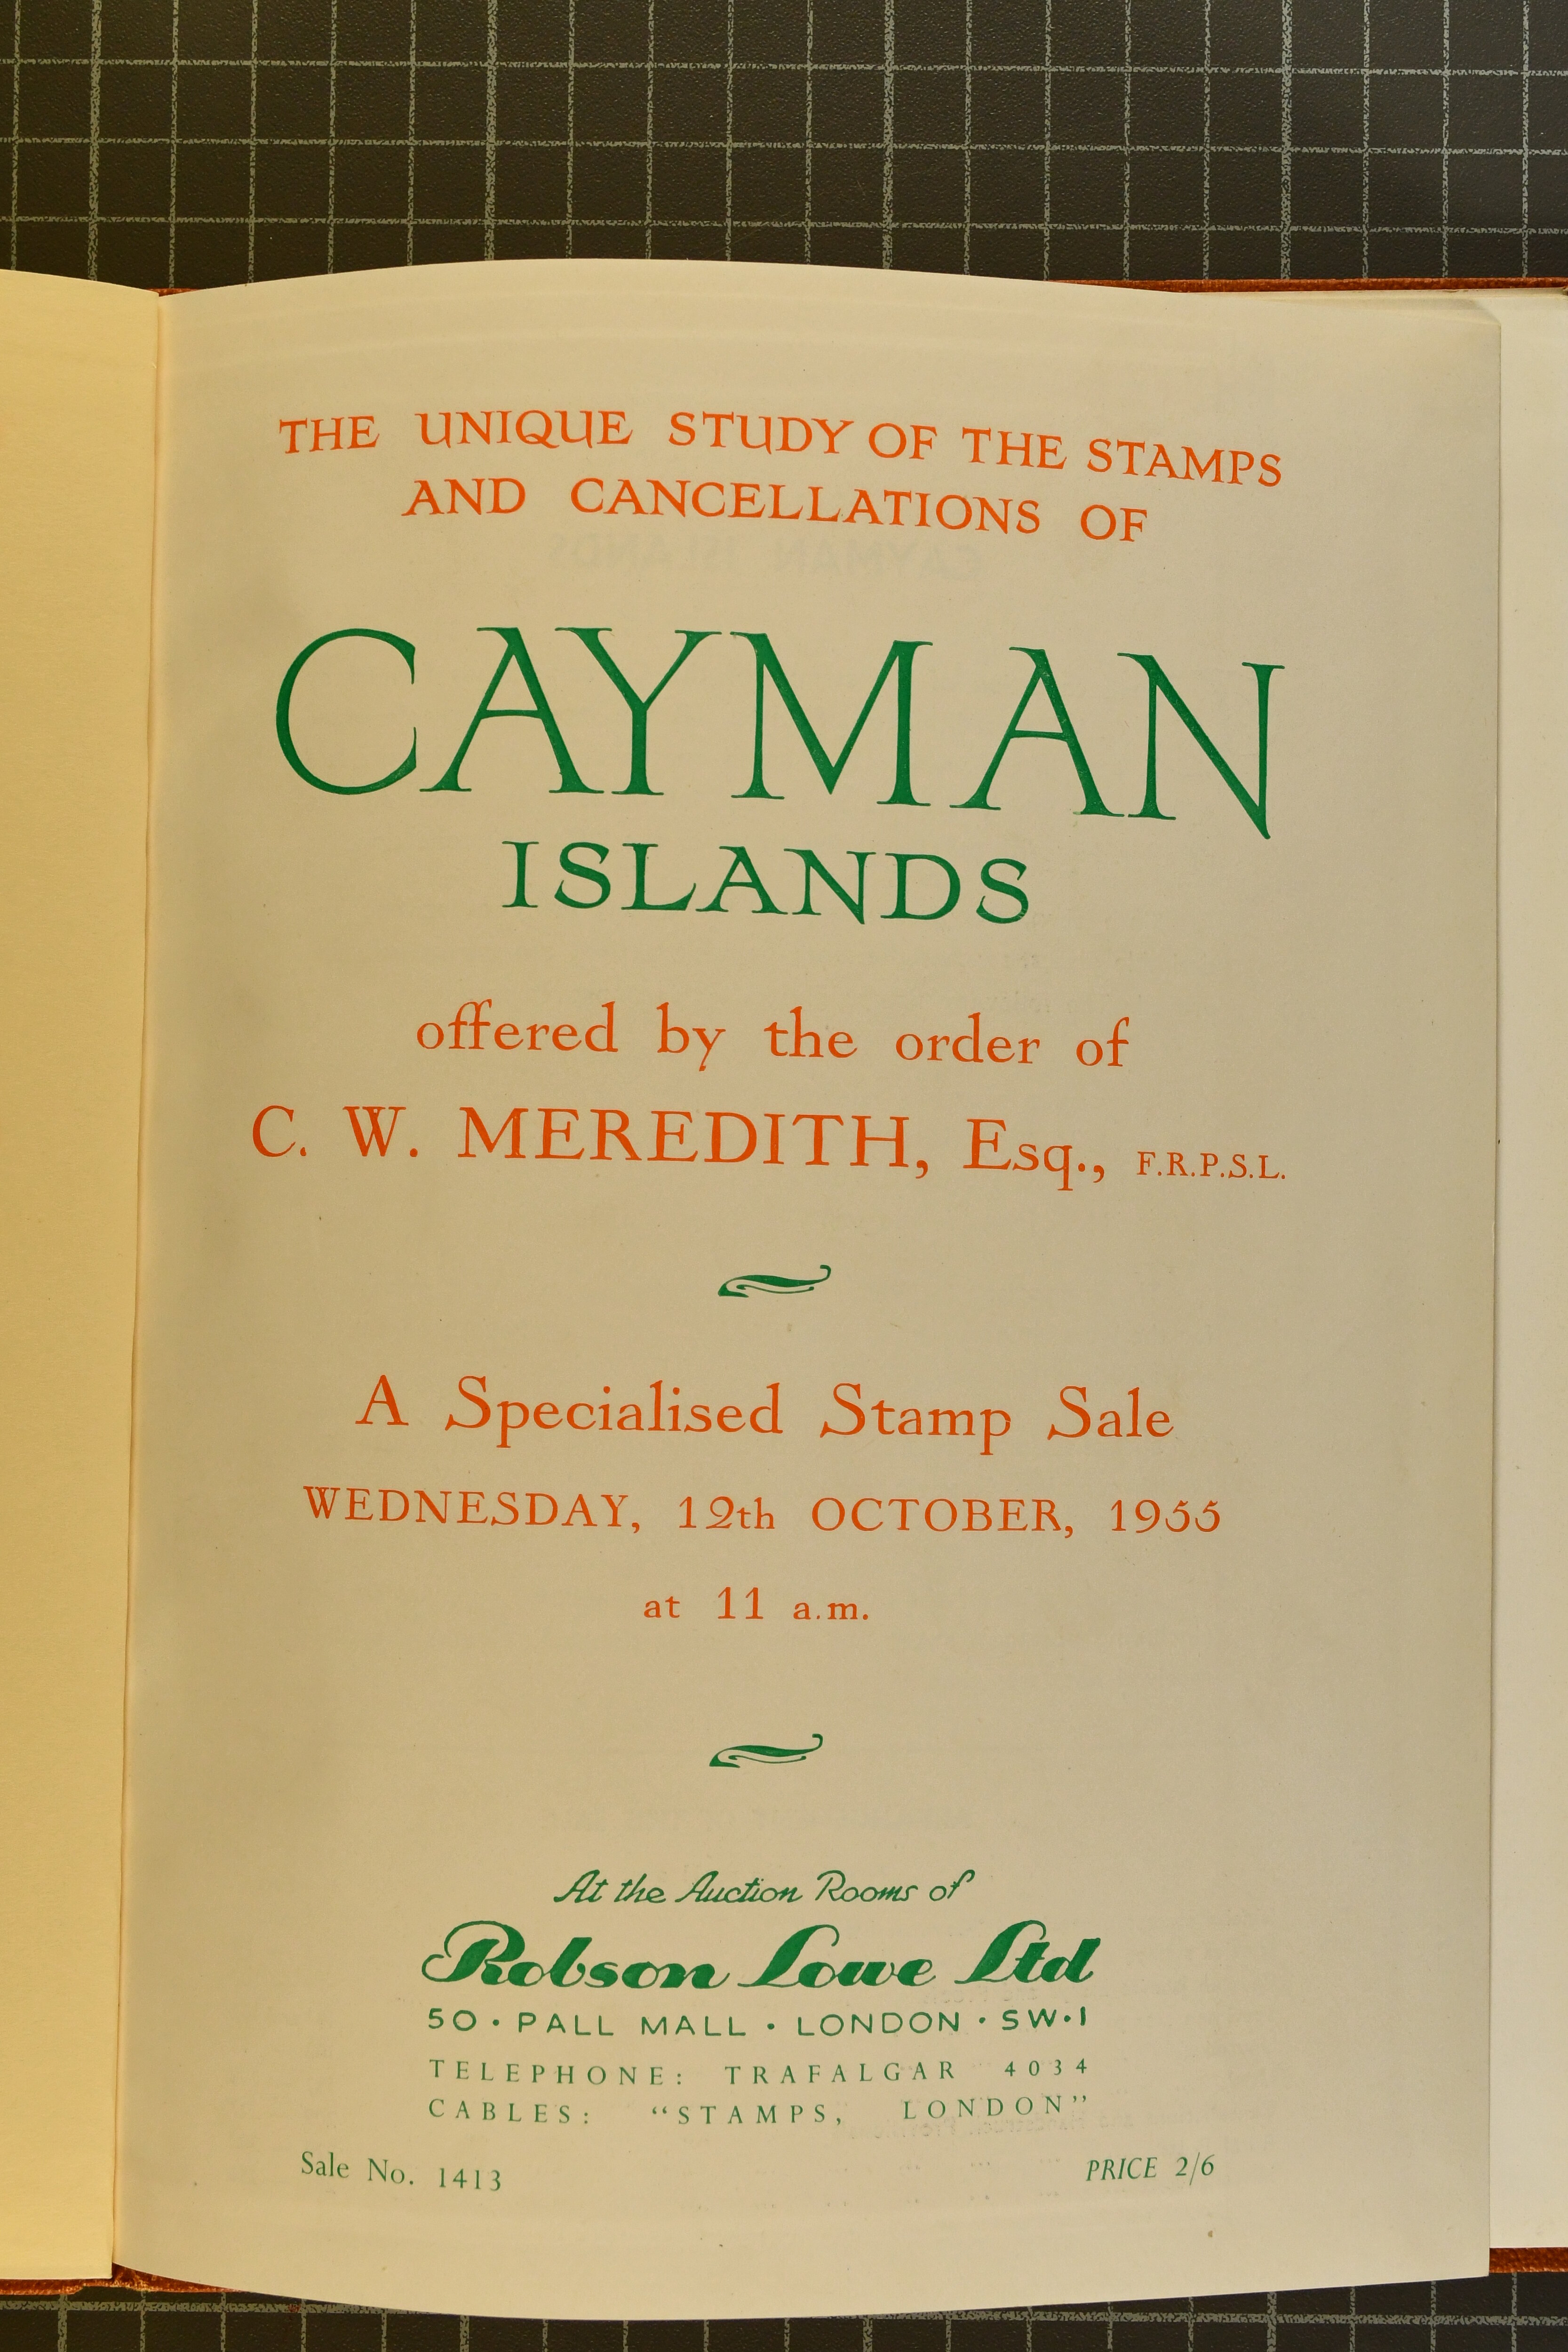 THE UNIQUE STUDY OF THE STAMPS
AND CANCELLATIONS OF
CAYMAN
ISLANDS
offered by the order of
C. W. MEREDITH, Esq., F.R.P.S.L.
A Specialised Stamp Sale
WEDNESDAY, 12th OCTOBER, 1955
at 11 a.m.
At the Auction Rooms of
Robson Lowe Ltd
50 • PALL MALL • LONDON • SW•1
TELEPHONE: TRAFALGAR 4034
CABLES: “STAMPS, LONDON”
Sale No. 1413 PRICE 2/6